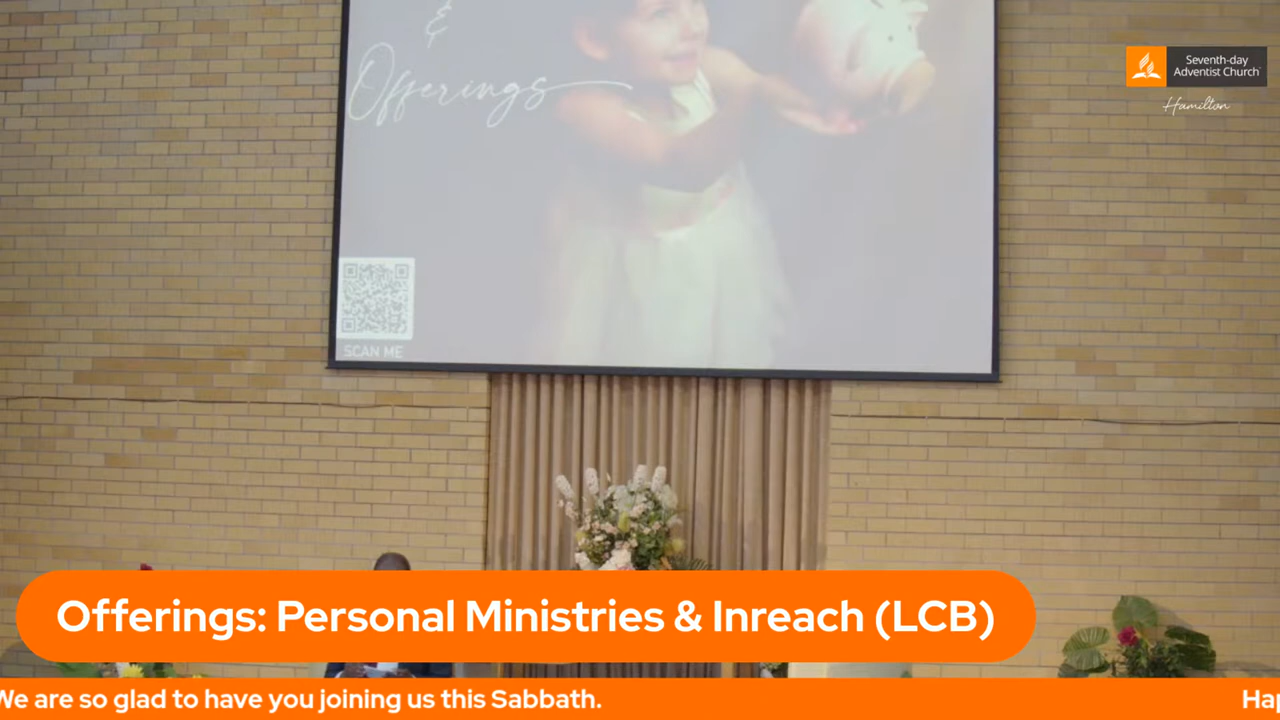 &
Offerings
SCAN ME
Seventh-day
Adventist Church
Hamilton
Offerings: Personal Ministries & Inreach (LCB)
We are so glad to have you joining us this Sabbath.